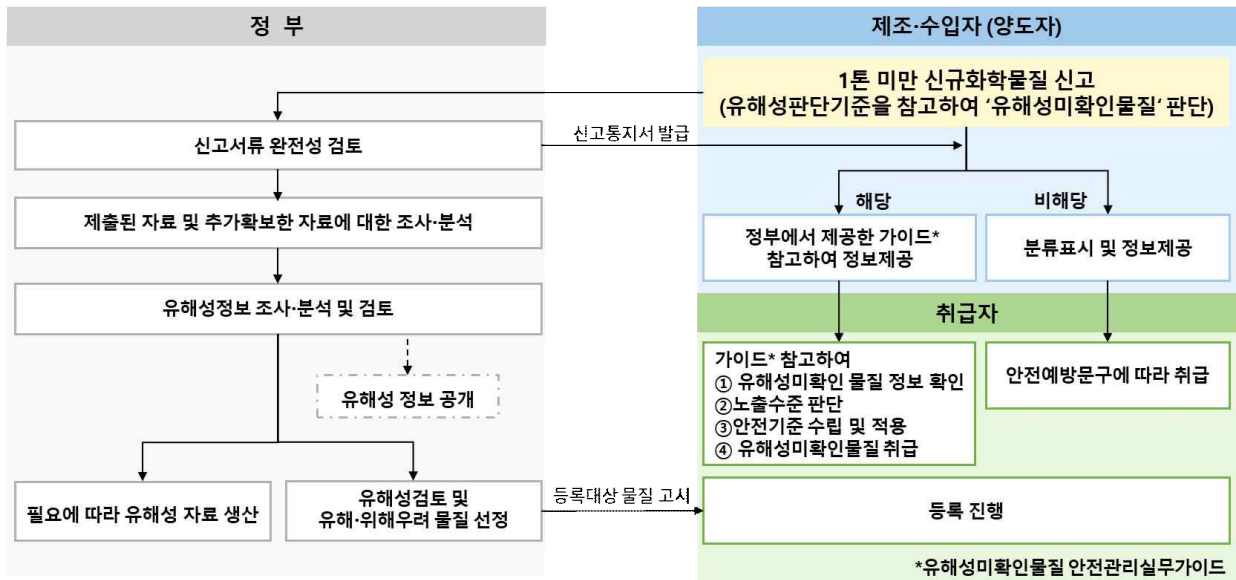 정 부
신고서류 완전성 검토
제출된 자료 및 추가확보한 자료에 대한 조사·분석
유해성정보 조사·분석 및 검토
유해성 정보 공개
필요에 따라 유해성 자료 생산
유해성검토 및
유해·위해우려 물질 선정
신고통지서 발급
등록대상 물질 고시
제조·수입자 (양도자)
1톤 미만 신규화학물질 신고
(유해성판단기준을 참고하여 ‘유해성미확인물질‘ 판단)
해당
비해당
정부에서 제공한 가이드*
참고하여 정보제공
분류표시 및 정보제공
취급자
가이드* 참고하여
① 유해성미확인 물질 정보 확인
②노출수준 판단
③안전기준 수립 및 적용
④ 유해성미확인물질 취급
안전예방문구에 따라 취급
등록 진행
*유해성미확인물질 안전관리실무가이드